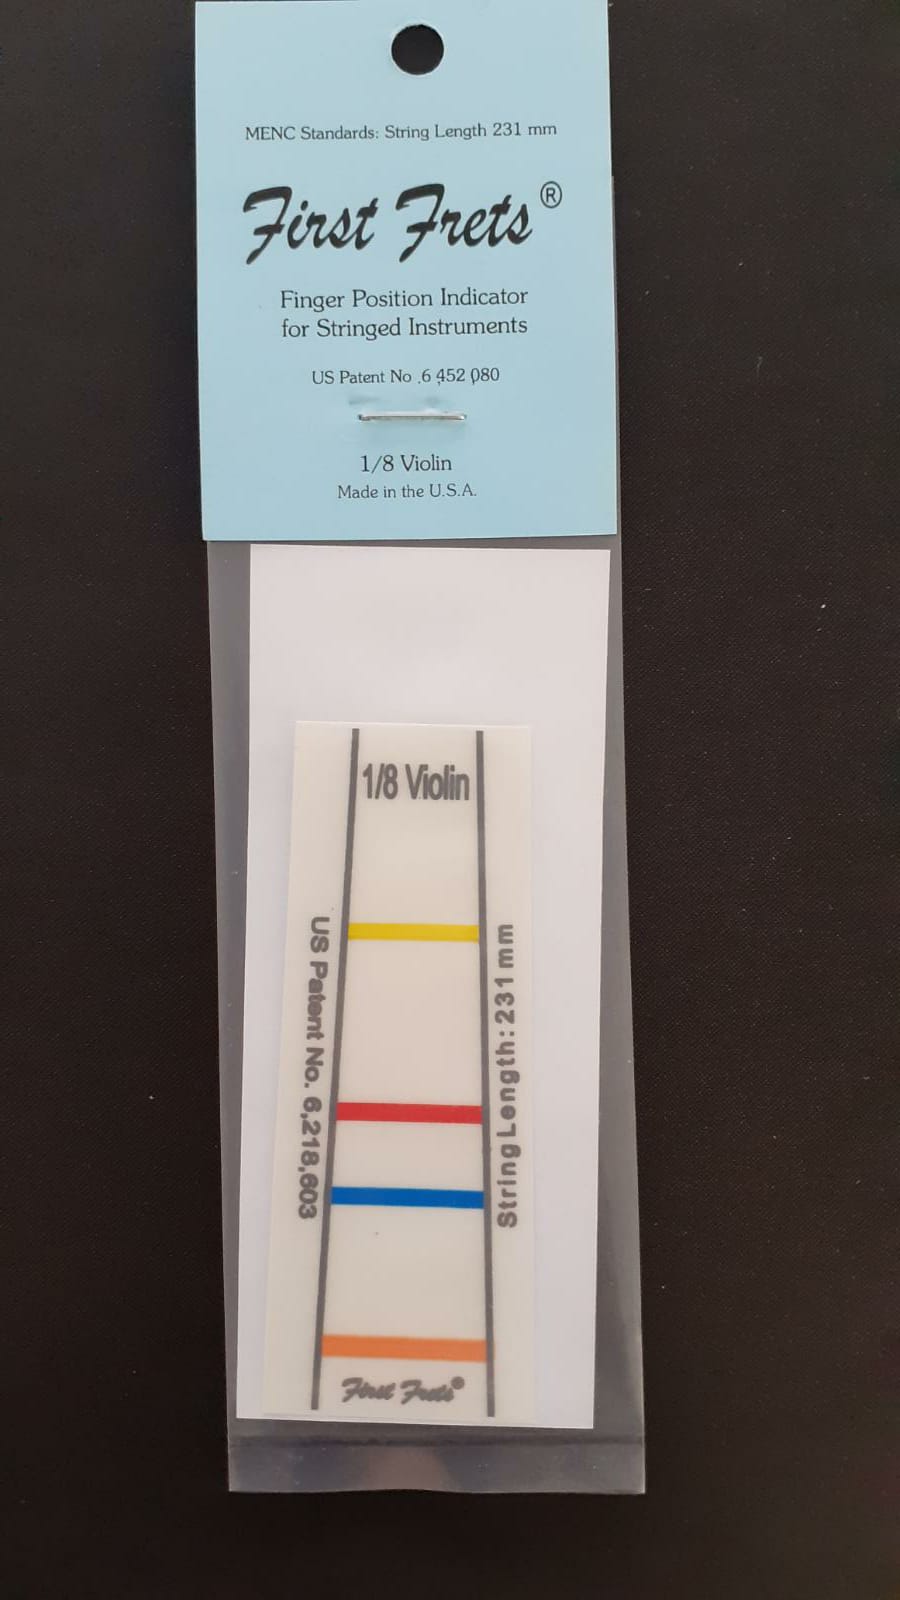 MENC Standards: String Length 231 mm
First Frets®
Finger Position Indicator
for Stringed Instruments
US Patent No .6 452 080
1/8 Violin
Made in the U.S.A.
1/8 Violin
US Patent No. 6,218,603
String Length: 231 mm
First Frets®